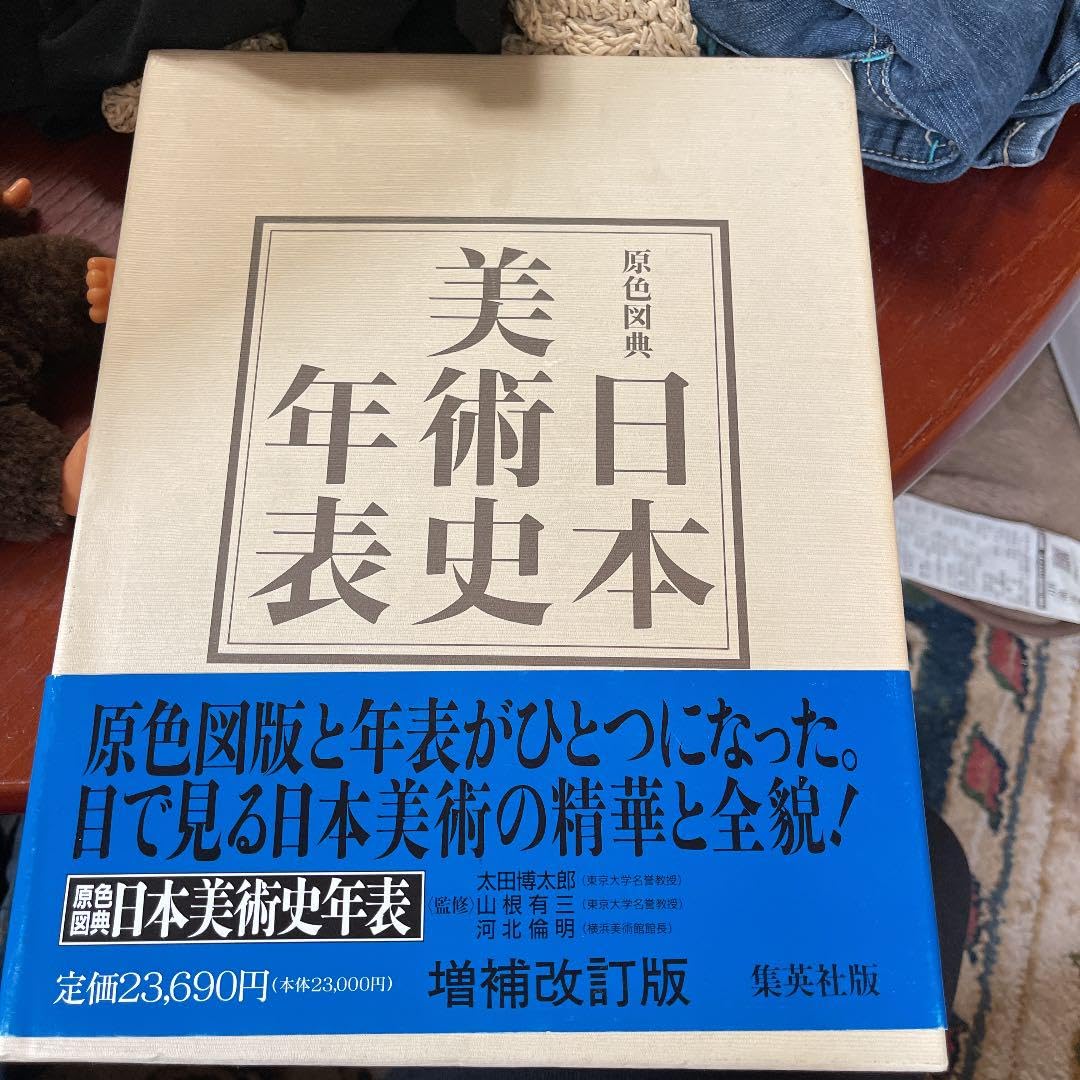 原色図典
日本
美術史
年表
原色図版と年表がひとつになった。
目で見る日本美術の精華と全貌!
原色図典 日本美術史年表
(監修)
太田博太郎(東京大学名誉教授)
山根有三(東京大学名誉教授)
河北倫明(横浜美術館館長)
定価23,690円(本体23,000円)
増補改訂版
集英社版